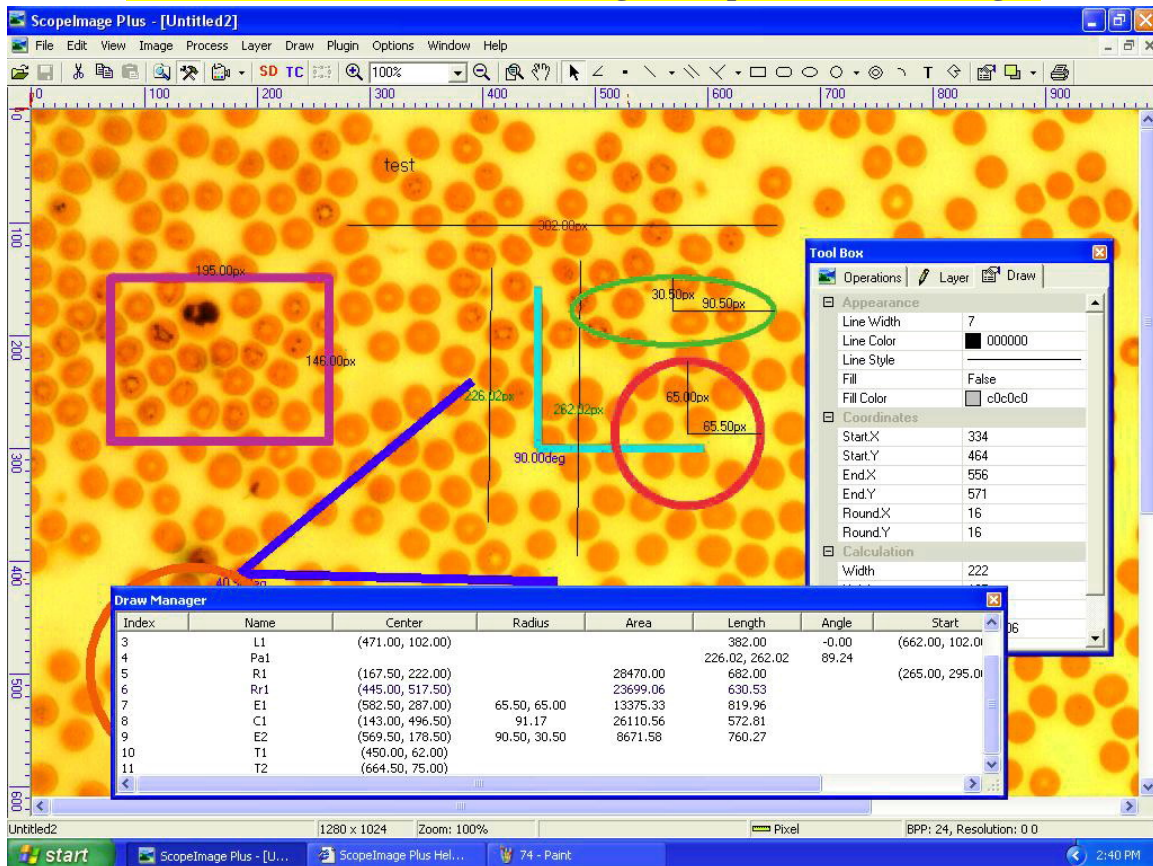 ScopeImage Plus - [Untitled2]
File Edit View Image Process Layer Draw Plugin Options Window Help
SD TC 100% T
0 100 200 300 400 500 600 700 800 900
test
302.00px
100
195.00px
30.50px 90.50px
200
146.00px
226.02px 262.02px
65.00px
65.50px
90.00deg
300
400
500
600
Tool Box
Operations Layer Draw
Appearance
Line Width 7
Line Color 000000
Line Style
Fill False
Fill Color c0c0c0
Coordinates
Start.X 334
Start.Y 464
End.X 556
End.Y 571
Round.X 16
Round.Y 16
Calculation
Width 222
Draw Manager
Index Name Center Radius Area Length Angle Start
3 L1 (471.00, 102.00) 382.00 -0.00 (662.00, 102.0
4 Pa1 226.02, 262.02 89.24
5 R1 (167.50, 222.00) 28470.00 682.00 (265.00, 295.0
6 Rr1 (445.00, 517.50) 23699.06 630.53
7 E1 (582.50, 287.00) 65.50, 65.00 13375.33 819.96
8 C1 (143.00, 496.50) 91.17 26110.56 572.81
9 E2 (569.50, 178.50) 90.50, 30.50 8671.58 760.27
10 T1 (450.00, 62.00)
11 T2 (664.50, 75.00)
Untitled2 1280 x 1024 Zoom: 100% Pixel BPP: 24, Resolution: 0 0
start ScopeImage Plus - [U... ScopeImage Plus Hel... 74 - Paint 2:40 PM